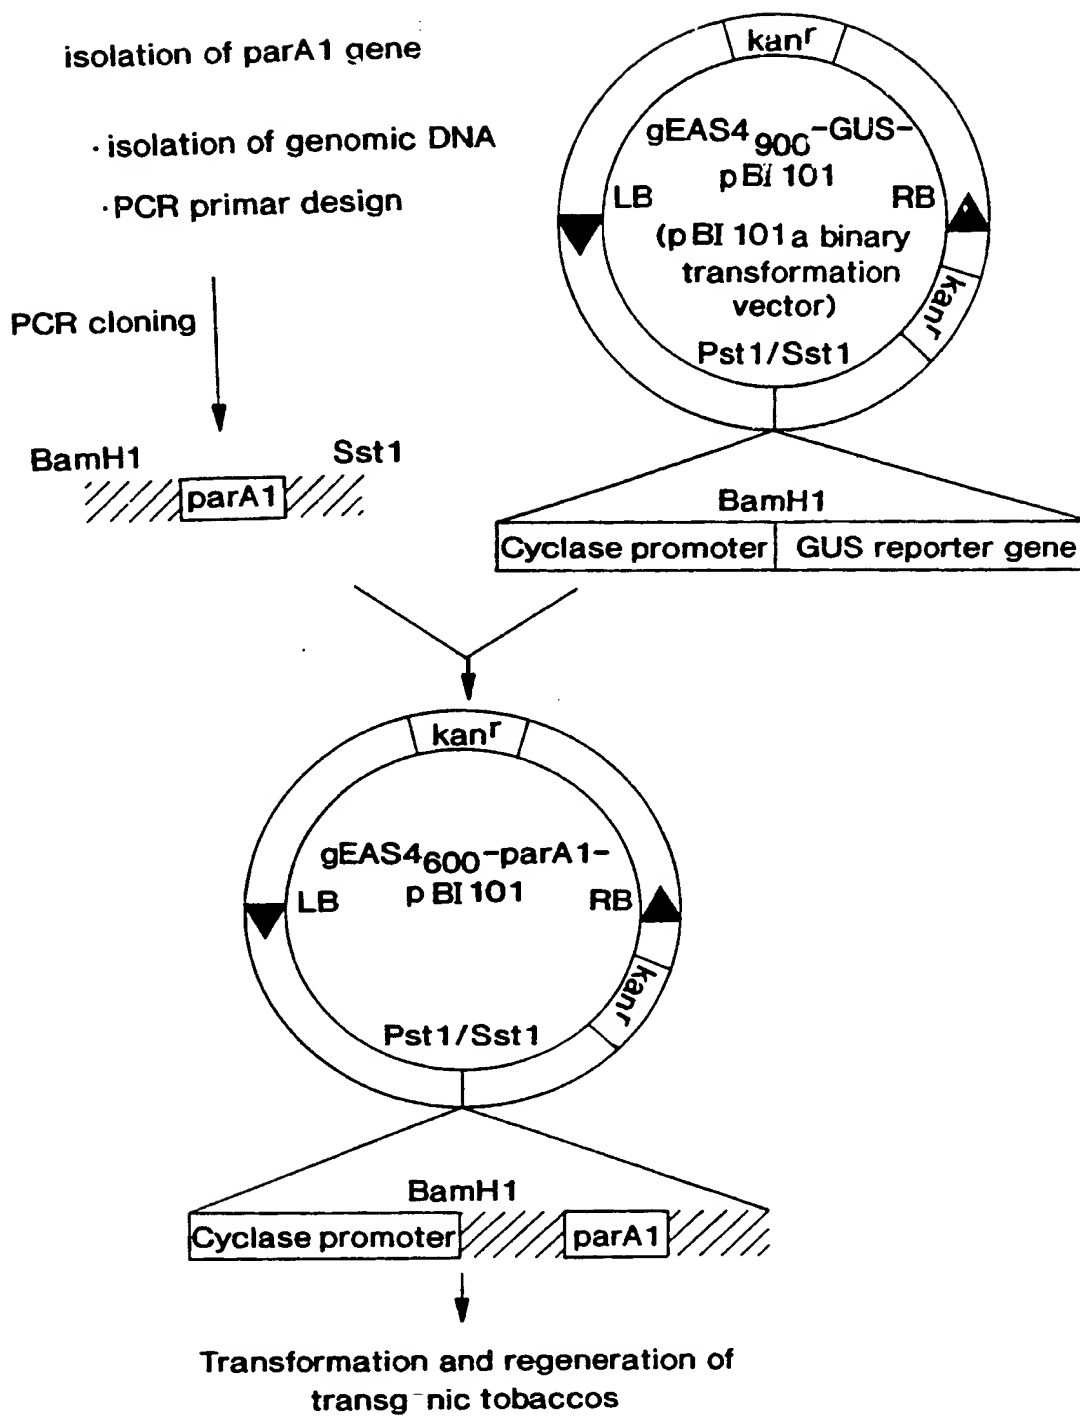 isolation of parA1 gene
· isolation of genomic DNA
· PCR primar design
PCR cloning
BamH1 Sst1
parA1
kanʳ
gEAS4₉₀₀-GUS-
pBI 101
LB RB
(pBI 101 a binary
transformation
vector)
kanʳ
Pst1/Sst1
BamH1
Cyclase promoter GUS reporter gene
kanʳ
gEAS4₆₀₀-parA1-
pBI 101
LB RB
kanʳ
Pst1/Sst1
BamH1
Cyclase promoter parA1
Transformation and regeneration of
transg nic tobaccos